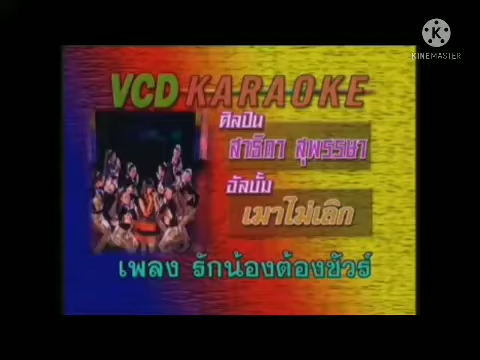 KINEMASTER
VCD KARAOKE
ศิลปิน
สาธิดา สุพรรษา
อัลบั้ม
เมาไม่เลิก
เพลง รักน้องต้องชัวร์